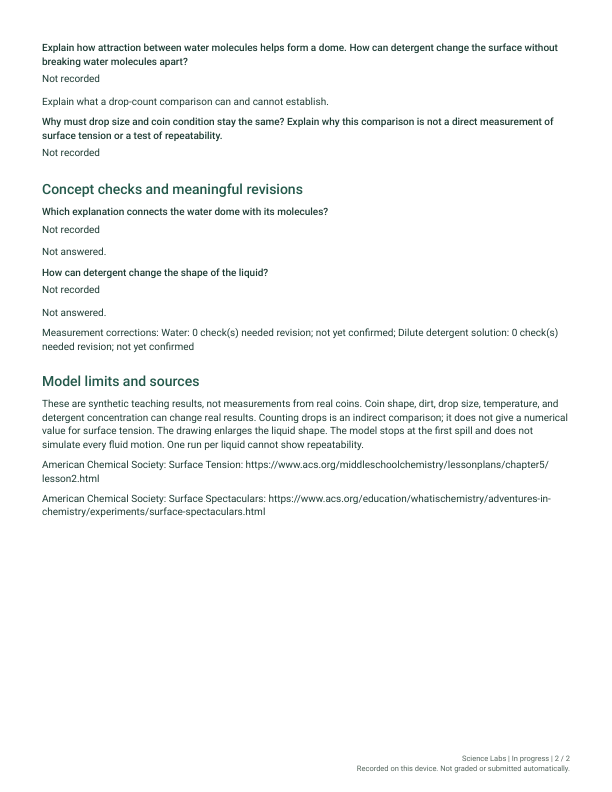 Explain how attraction between water molecules helps form a dome. How can detergent change the surface without
breaking water molecules apart?
Not recorded
Explain what a drop-count comparison can and cannot establish.
Why must drop size and coin condition stay the same? Explain why this comparison is not a direct measurement of
surface tension or a test of repeatability.
Not recorded
Concept checks and meaningful revisions
Which explanation connects the water dome with its molecules?
Not recorded
Not answered.
How can detergent change the shape of the liquid?
Not recorded
Not answered.
Measurement corrections: Water: 0 check(s) needed revision; not yet confirmed; Dilute detergent solution: 0 check(s)
needed revision; not yet confirmed
Model limits and sources
These are synthetic teaching results, not measurements from real coins. Coin shape, dirt, drop size, temperature, and
detergent concentration can change real results. Counting drops is an indirect comparison; it does not give a numerical
value for surface tension. The drawing enlarges the liquid shape. The model stops at the first spill and does not
simulate every fluid motion. One run per liquid cannot show repeatability.
American Chemical Society: Surface Tension: https://www.acs.org/middleschoolchemistry/lessonplans/chapter5/
lesson2.html
American Chemical Society: Surface Spectaculars: https://www.acs.org/education/whatischemistry/adventures-in-
chemistry/experiments/surface-spectaculars.html
Science Labs | In progress | 2 / 2
Recorded on this device. Not graded or submitted automatically.